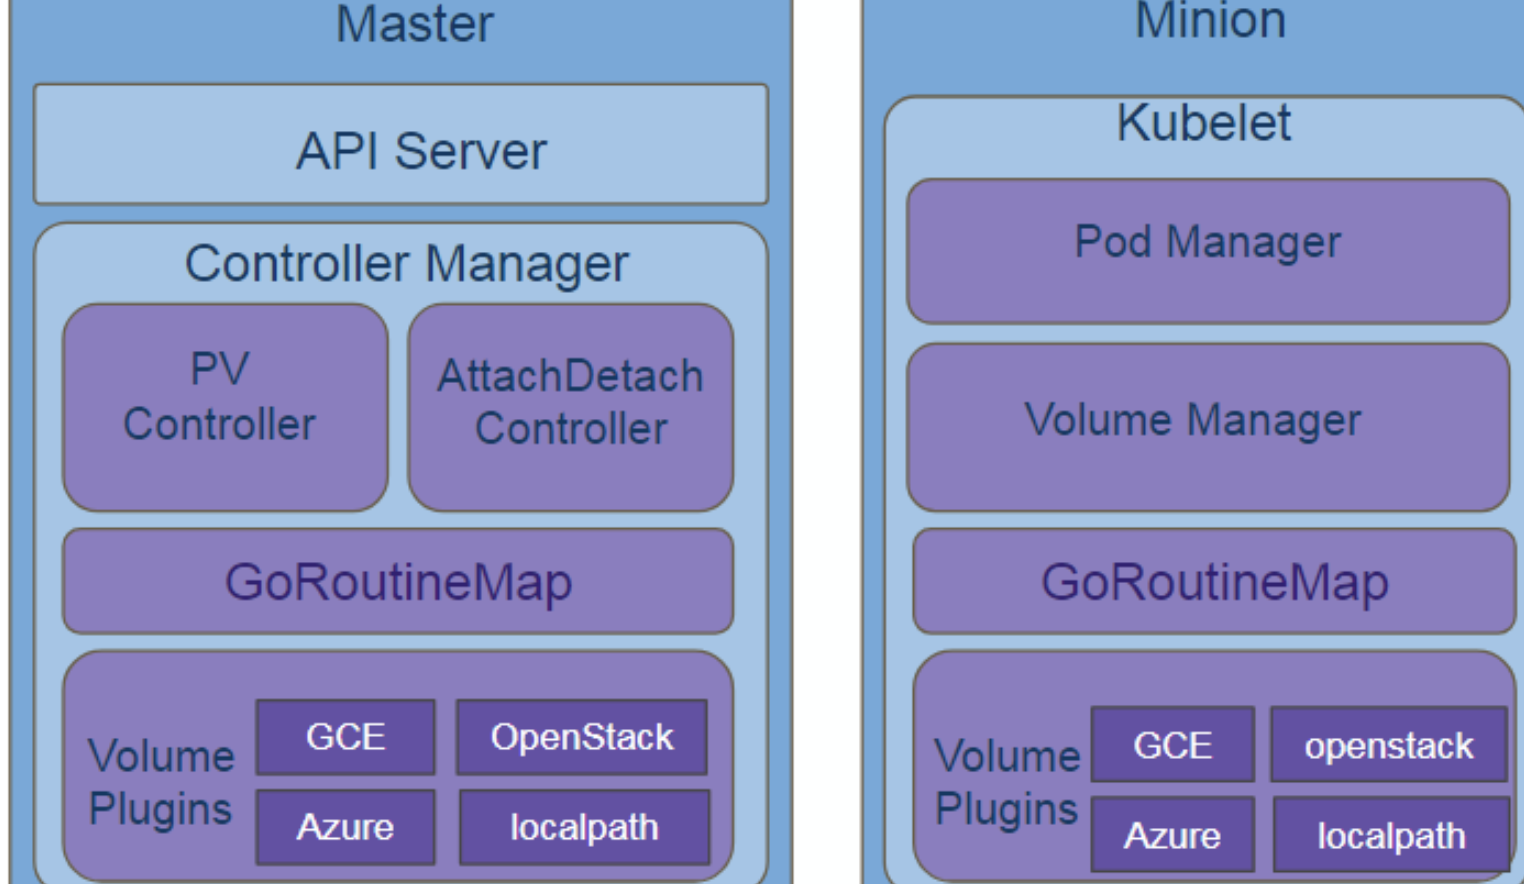 Master
API Server
Controller Manager
PV
Controller
AttachDetach
Controller
GoRoutineMap
Volume
Plugins
GCE
OpenStack
Azure
localpath
Minion
Kubelet
Pod Manager
Volume Manager
GoRoutineMap
Volume
Plugins
GCE
openstack
Azure
localpath